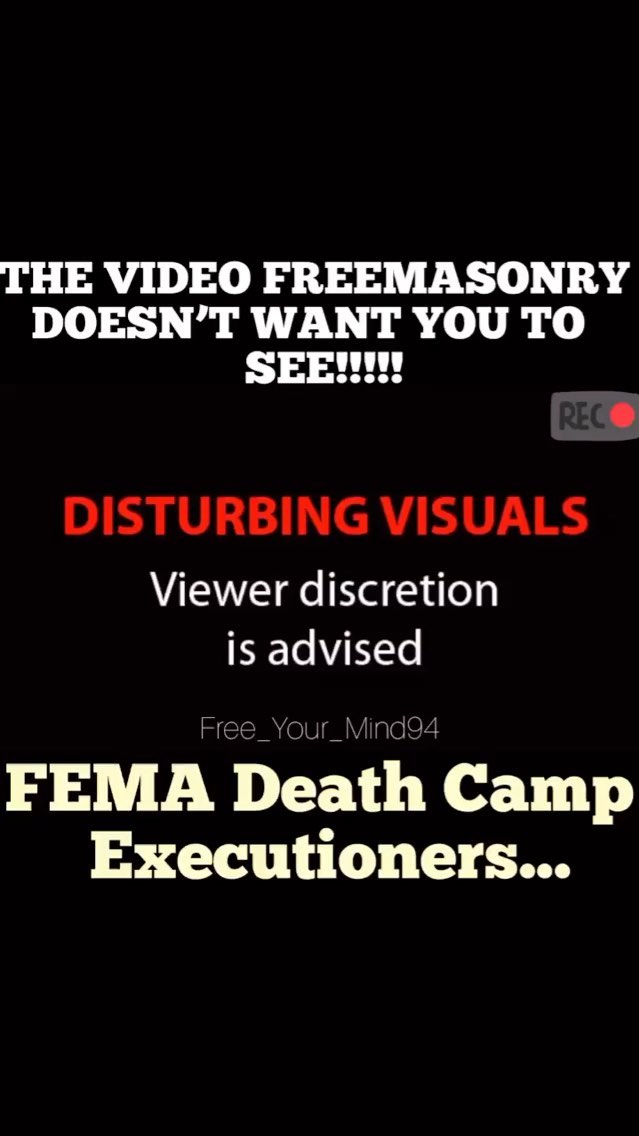 THE VIDEO FREEMASONRY
DOESN’T WANT YOU TO
SEE!!!!!
REC
DISTURBING VISUALS
Viewer discretion
is advised
Free_Your_Mind94
FEMA Death Camp
Executioners...